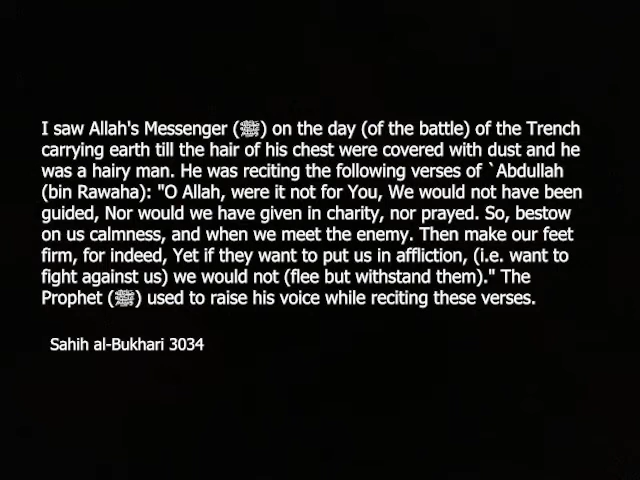 I saw Allah's Messenger (ﷺ) on the day (of the battle) of the Trench
carrying earth till the hair of his chest were covered with dust and he
was a hairy man. He was reciting the following verses of `Abdullah
(bin Rawaha): "O Allah, were it not for You, We would not have been
guided, Nor would we have given in charity, nor prayed. So, bestow
on us calmness, and when we meet the enemy. Then make our feet
firm, for indeed, Yet if they want to put us in affliction, (i.e. want to
fight against us) we would not (flee but withstand them)." The
Prophet (ﷺ) used to raise his voice while reciting these verses.
Sahih al-Bukhari 3034